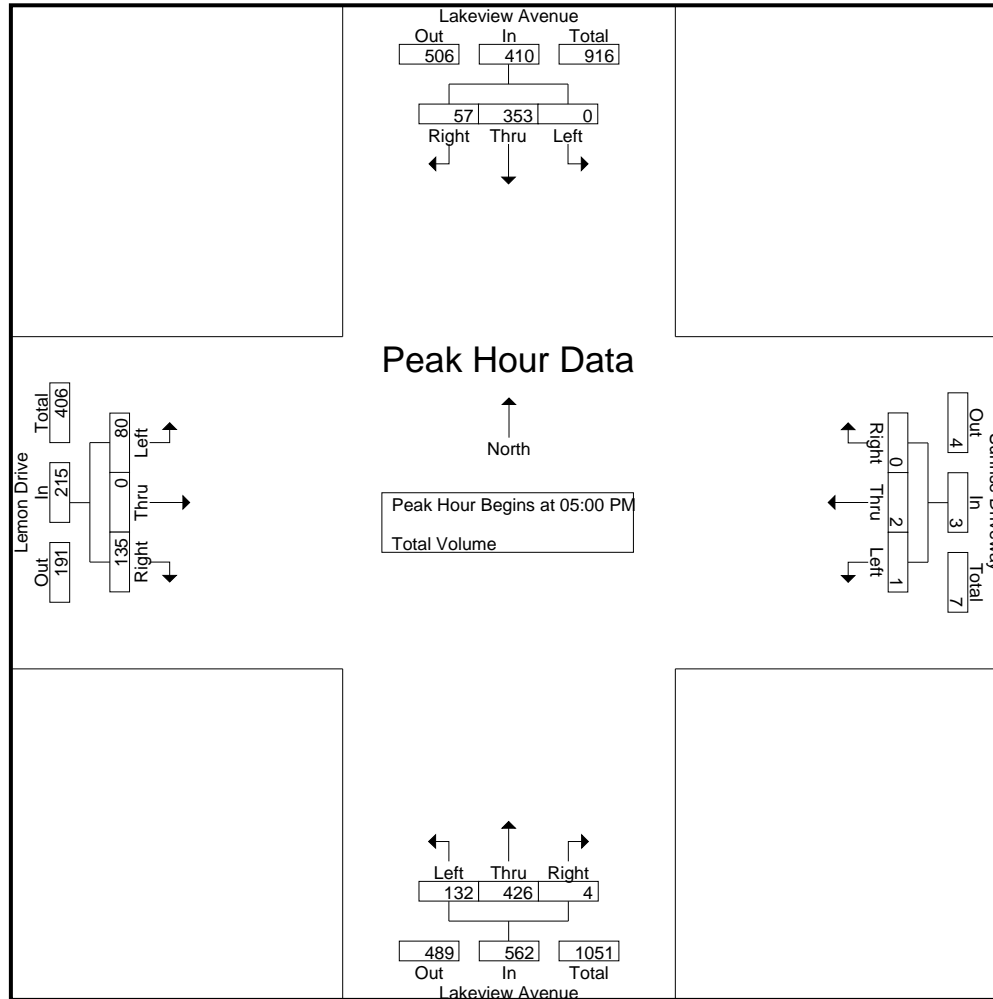 Lakeview Avenue
Out In Total
506 410 916
57 353 0
Right Thru Left
Peak Hour Data
North
Peak Hour Begins at 05:00 PM
Total Volume
Lemon Drive
Total In Out
406 215 191
80 0 135
Left Thru Right
Out In Total
4 3 7
0 2 1
Right Thru Left
Left Thru Right
132 426 4
489 562 1051
Out In Total
Lakeview Avenue